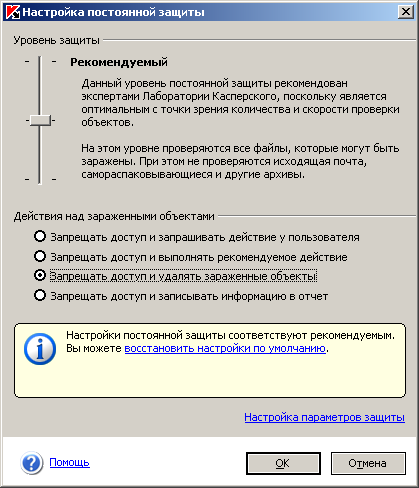 Настройка постоянной защиты
Уровень защиты
Рекомендуемый
Данный уровень постоянной защиты рекомендован
экспертами Лаборатории Касперского, поскольку является
оптимальным с точки зрения количества и скорости проверки
объектов.
На этом уровне проверяются все файлы, которые могут быть
заражены. При этом не проверяются исходящая почта,
самораспаковывающиеся и другие архивы.
Действия над зараженными объектами
Запрещать доступ и запрашивать действие у пользователя
Запрещать доступ и выполнять рекомендуемое действие
Запрещать доступ и удалять зараженные объекты
Запрещать доступ и записывать информацию в отчет
Настройки постоянной защиты соответствуют рекомендуемым.
Вы можете восстановить настройки по умолчанию.
Настройка параметров защиты
Помощь
OK
Отмена